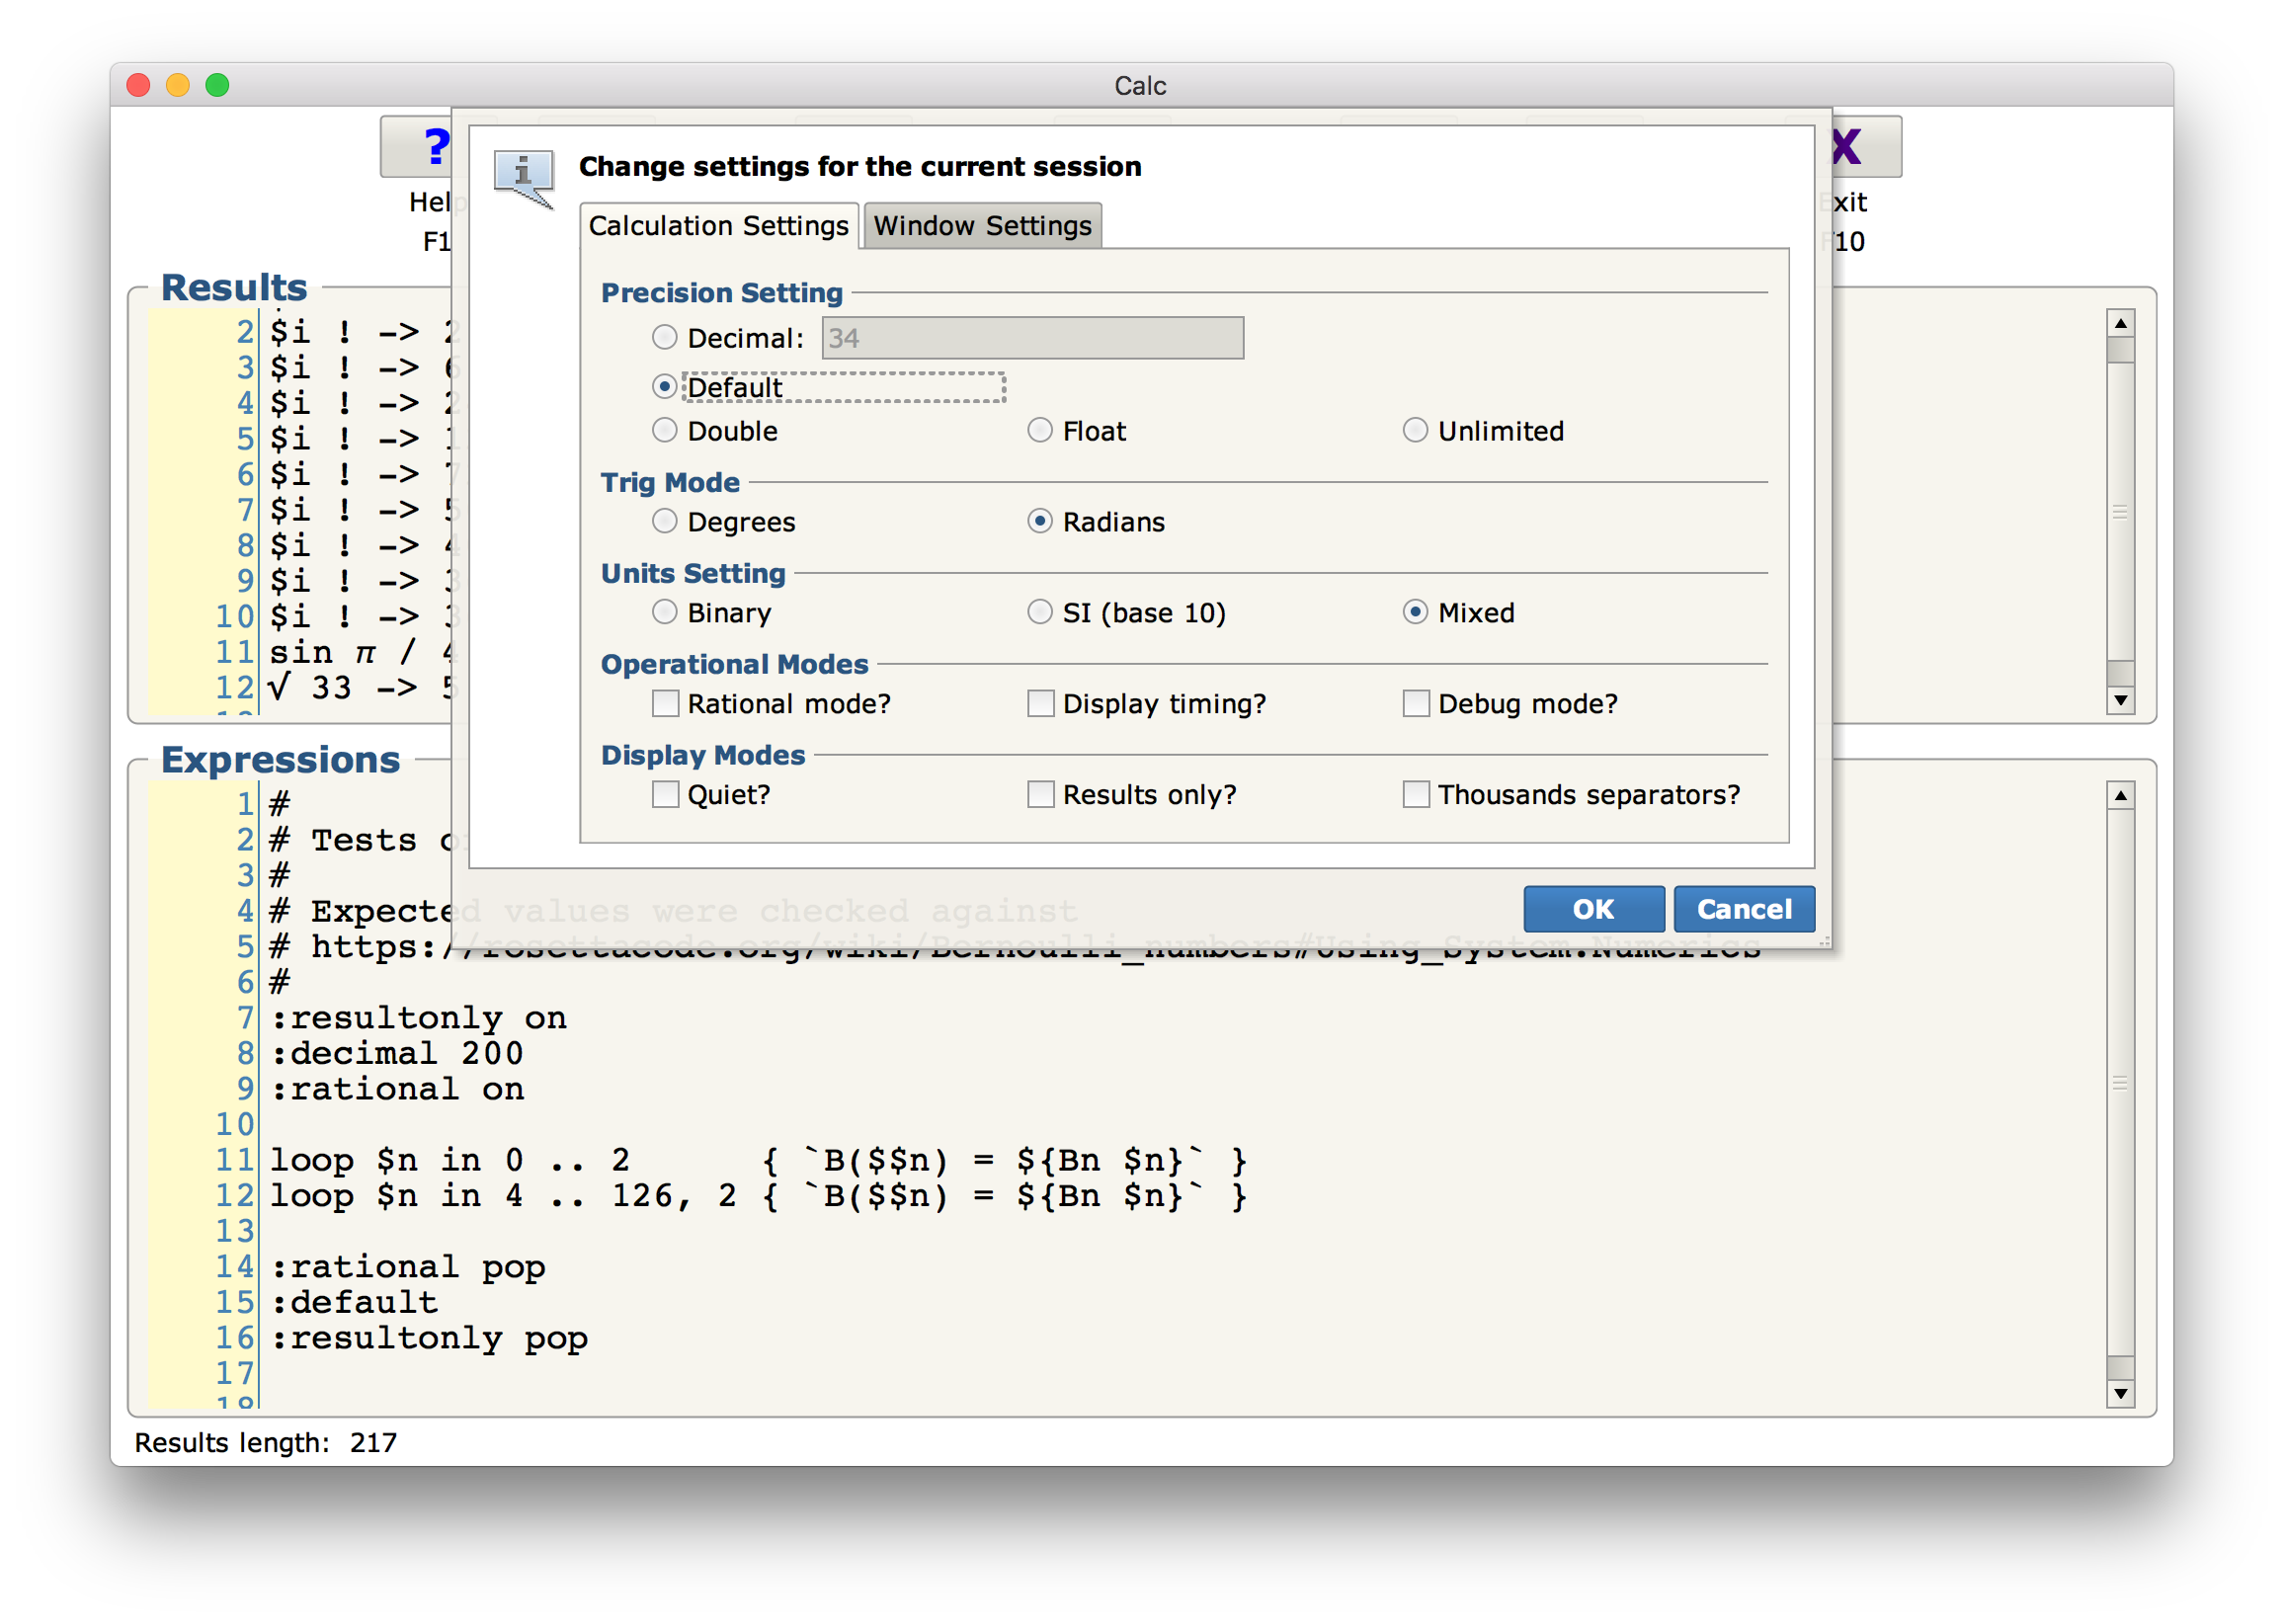 Calc
?
X
Help
F1
Exit
F10
Change settings for the current session
Calculation Settings
Window Settings
Precision Setting
Decimal: 34
Default
Double Float Unlimited
Trig Mode
Degrees Radians
Units Setting
Binary SI (base 10) Mixed
Operational Modes
Rational mode? Display timing? Debug mode?
Display Modes
Quiet? Results only? Thousands separators?
OK Cancel
Results
2 $i ! -> 2
3 $i ! -> 6
4 $i ! -> 2
5 $i ! -> 1
6 $i ! -> 7
7 $i ! -> 5
8 $i ! -> 4
9 $i ! -> 3
10 $i ! -> 3
11 sin π / 4
12 √ 33 -> 5
Expressions
1 #
2 # Tests
3 #
4 # Expected values were checked against
5 # https://rosettacode.org/wiki/Bernoulli_numbers#Using_System.Numerics
6 #
7 :resultonly on
8 :decimal 200
9 :rational on
10
11 loop $n in 0 .. 2 { `B($$n) = ${Bn $n}` }
12 loop $n in 4 .. 126, 2 { `B($$n) = ${Bn $n}` }
13
14 :rational pop
15 :default
16 :resultonly pop
17
18
Results length: 217